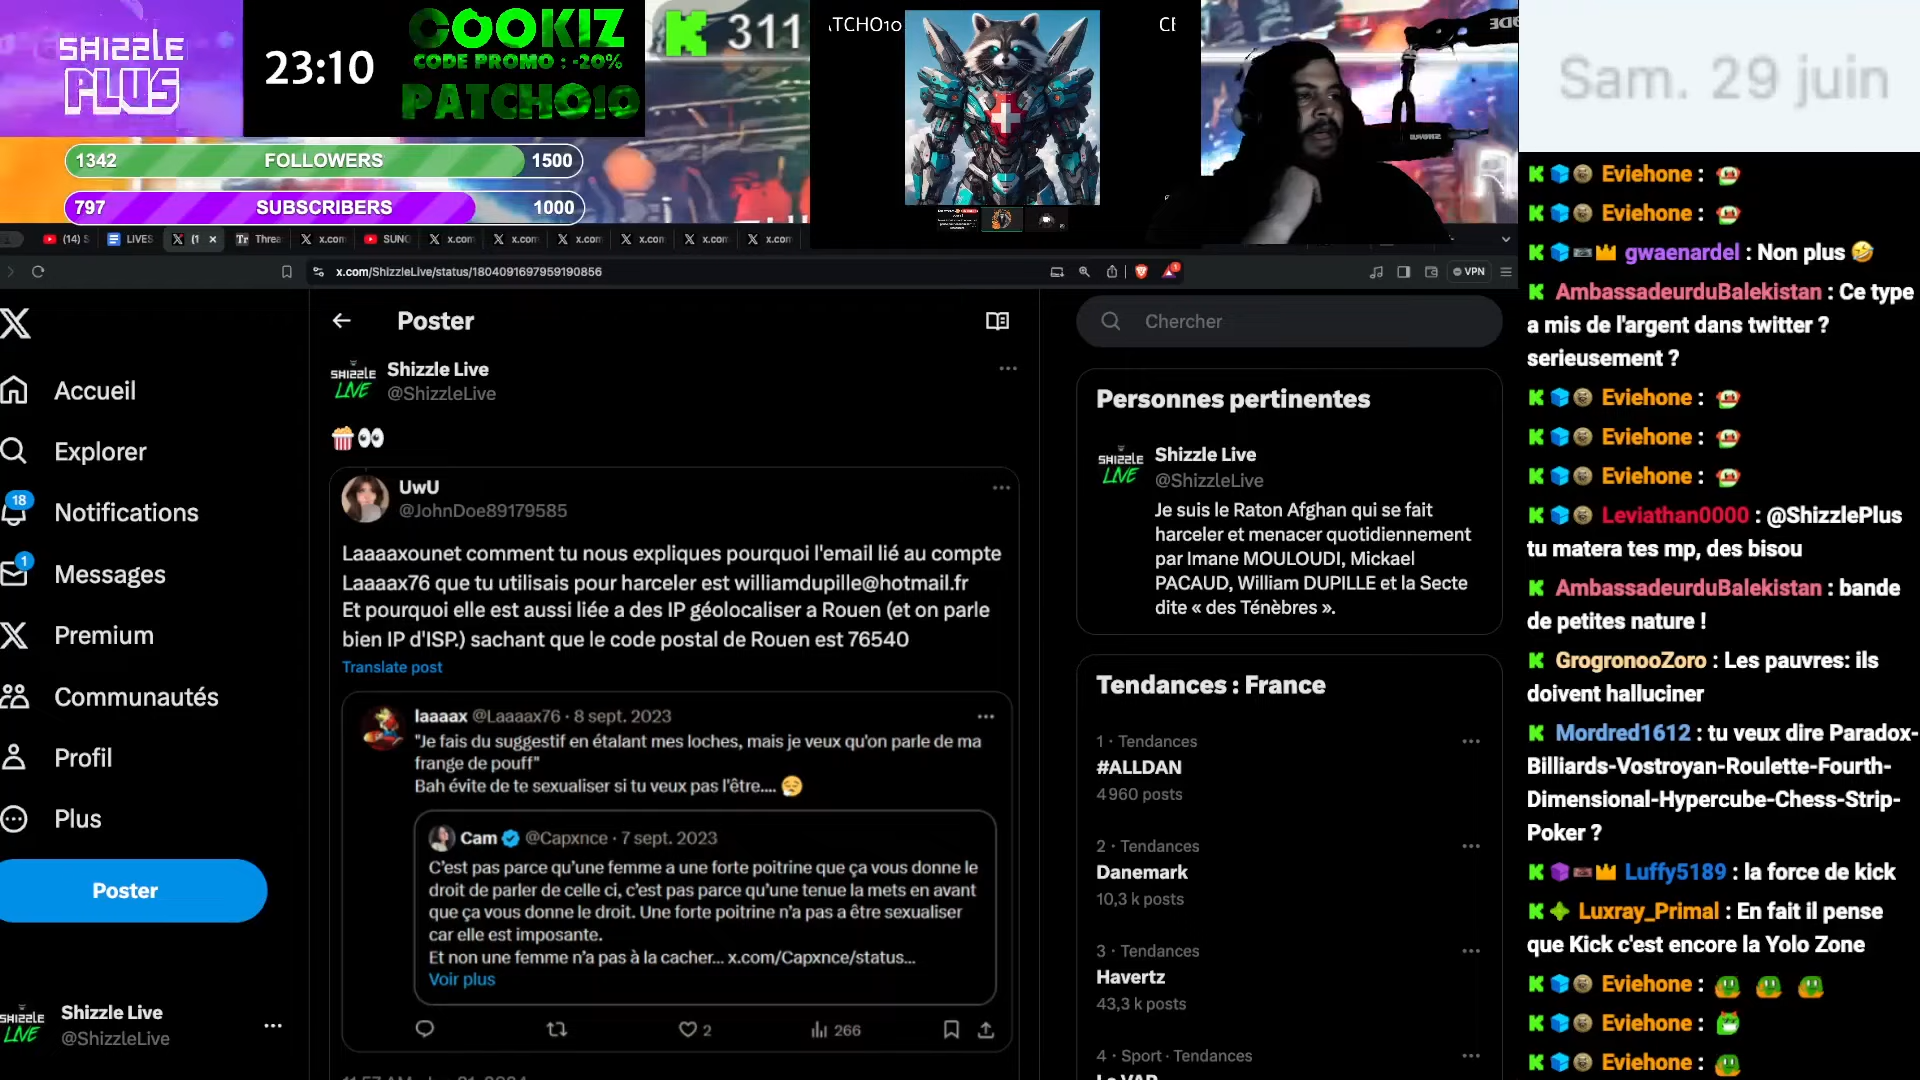 SHIZZLE
PLUS
23:10
COOKIZ
CODE PROMO : -20%
PATCHO10
311
1342 FOLLOWERS 1500
797 SUBSCRIBERS 1000
Sam. 29 juin
(14) S
LIVES
(1
Threa
x.com
SUNO
x.com
x.com
x.com
x.com
x.com
x.com
x.com/ShizzleLive/status/1804091697959190856
VPN
Accueil
Explorer
18
Notifications
1
Messages
Premium
Communautés
Profil
Plus
Poster
Shizzle Live
@ShizzleLive
Poster
Shizzle Live
@ShizzleLive
🍿👀
UwU
@JohnDoe89179585
Laaaaxounet comment tu nous expliques pourquoi l'email lié au compte
Laaaax76 que tu utilisais pour harceler est williamdupille@hotmail.fr
Et pourquoi elle est aussi liée a des IP géolocaliser a Rouen (et on parle
bien IP d'ISP.) sachant que le code postal de Rouen est 76540
Translate post
laaaax @Laaaax76 · 8 sept. 2023
"Je fais du suggestif en étalant mes loches, mais je veux qu'on parle de ma
frange de pouff"
Bah évite de te sexualiser si tu veux pas l'être.... 😮‍💨
Cam @Capxnce · 7 sept. 2023
C'est pas parce qu'une femme a une forte poitrine que ça vous donne le
droit de parler de celle ci, c'est pas parce qu'une tenue la mets en avant
que ça vous donne le droit. Une forte poitrine n'a pas a être sexualiser
car elle est imposante.
Et non une femme n'a pas à la cacher... x.com/Capxnce/status...
Voir plus
2
266
Chercher
Personnes pertinentes
Shizzle Live
@ShizzleLive
Je suis le Raton Afghan qui se fait
harceler et menacer quotidiennement
par Imane MOULOUDI, Mickael
PACAUD, William DUPILLE et la Secte
dite « des Ténèbres ».
Tendances : France
1 · Tendances
#ALLDAN
4 960 posts
2 · Tendances
Danemark
10,3 k posts
3 · Tendances
Havertz
43,3 k posts
4 · Sport · Tendances
Eviehone :
Eviehone :
gwaenardel : Non plus 🤣
AmbassadeurduBalekistan : Ce type
a mis de l'argent dans twitter ?
serieusement ?
Eviehone :
Eviehone :
Eviehone :
Leviathan0000 : @ShizzlePlus
tu matera tes mp, des bisou
AmbassadeurduBalekistan : bande
de petites nature !
GrogronooZoro : Les pauvres: ils
doivent halluciner
Mordred1612 : tu veux dire Paradox-
Billiards-Vostroyan-Roulette-Fourth-
Dimensional-Hypercube-Chess-Strip-
Poker ?
Luffy5189 : la force de kick
Luxray_Primal : En fait il pense
que Kick c'est encore la Yolo Zone
Eviehone :
Eviehone :
Eviehone :